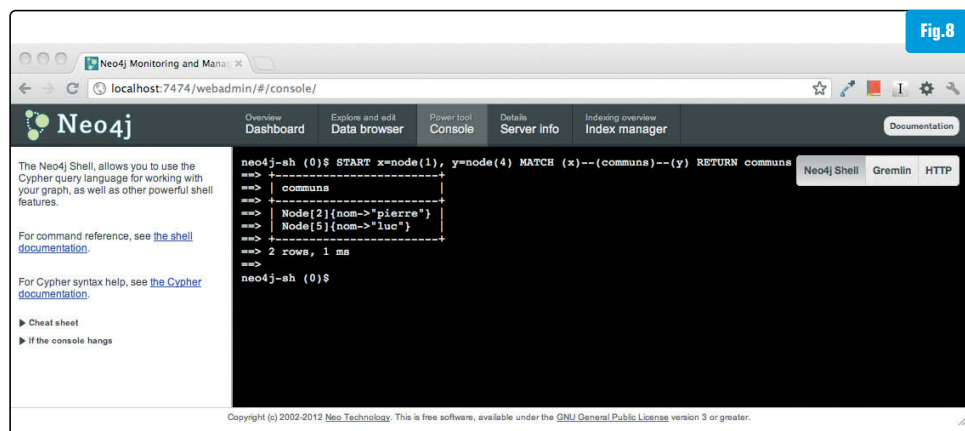 Fig.8
Neo4j Monitoring and Mana
localhost:7474/webadmin/#/console/
Neo4j
Overview
Dashboard
Explore and edit
Data browser
Power tool
Console
Details
Server info
Indexing overview
Index manager
Documentation
The Neo4j Shell, allows you to use the
Cypher query language for working with
your graph, as well as other powerful shell
features.
For command reference, see the shell
documentation.
For Cypher syntax help, see the Cypher
documentation.
Cheat sheet
If the console hangs
neo4j-sh (0)$ START x=node(1), y=node(4) MATCH (x)--(communs)--(y) RETURN communs
==> +-------------------------+
==> | communs                 |
==> +-------------------------+
==> | Node[2]{nom->"pierre"}  |
==> | Node[5]{nom->"luc"}     |
==> +-------------------------+
==> 2 rows, 1 ms
==>
neo4j-sh (0)$
Neo4j Shell Gremlin HTTP
Copyright (c) 2002-2012 Neo Technology. This is free software, available under the GNU General Public License version 3 or greater.